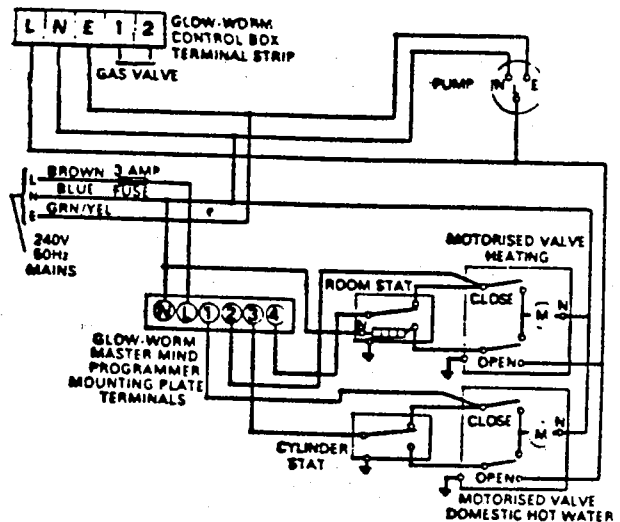 L N E 1 2
GLOW-WORM
CONTROL BOX
TERMINAL STRIP
GAS VALVE
PUMP
N L E
L BROWN 3 AMP
N BLUE FUSE
E GRN/YEL
240V
50Hz
MAINS
MOTORISED VALVE
HEATING
ROOM STAT
CLOSE
M N
OPEN
N L 1 2 3 4
N
GLOW-WORM
MASTER MIND
PROGRAMMER
MOUNTING PLATE
TERMINALS
CLOSE
M N
OPEN
CYLINDER
STAT
MOTORISED VALVE
DOMESTIC HOT WATER